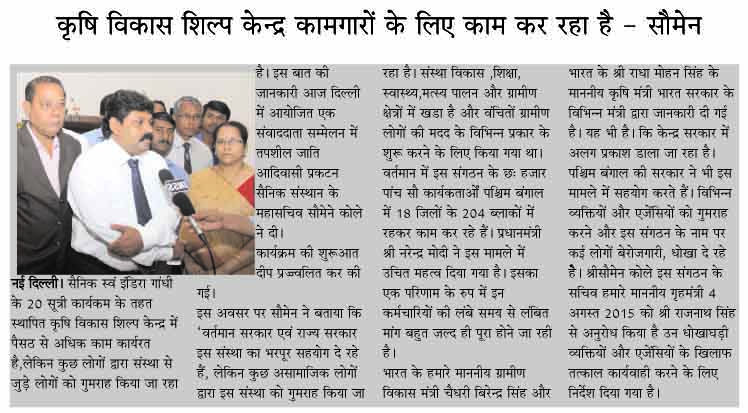 कृषि विकास शिल्प केन्द्र कामगारों के लिए काम कर रहा है – सौमेन
नई दिल्ली। सैनिक स्वं इंडिरा गांधी
के 20 सूत्री कार्यकम के तहत
स्थापित कृषि विकास शिल्प केन्द्र में
पैसठ से अधिक काम कार्यरत
है,लेकिन कुछ लोगों द्वारा संस्था से
जुड़े लोगों को गुमराह किया जा रहा
है। इस बात की
जानकारी आज दिल्ली
में आयोजित एक
संवाददाता सम्मेलन में
तपशील जाति
आदिवासी प्रकटन
सैनिक संस्थान के
महासचिव सौमेने कोले
ने दी।
कार्यक्रम की शुरूआत
दीप प्रज्ज्वलित कर की
गई।
इस अवसर पर सौमेन ने बताया कि
‘वर्तमान सरकार एवं राज्य सरकार
इस संस्था का भरपूर सहयोग दे रहे
हैं, लेकिन कुछ असामाजिक लोगों
द्वारा इस संस्था को गुमराह किया जा
रहा है। संस्था विकास ,शिक्षा,
स्वास्थ्य,मत्स्य पालन और ग्रामीण
क्षेत्रों में खडा है और वंचितों ग्रामीण
लोगों की मदद के विभिन्न प्रकार के
शुरू करने के लिए किया गया था।
वर्तमान में इस संगठन के छः हजार
पांच सौ कार्यकताओं पश्चिम बंगाल
में 18 जिलों के 204 ब्लाकों में
रहकर काम कर रहे हैं। प्रधानमंत्री
श्री नरेन्द्र मोदी ने इस मामले में
उचित महत्व दिया गया है। इसका
एक परिणाम के रुप में इन
कर्मचारियों की लंबे समय से लंबित
मांग बहुत जल्द ही पूरा होने जा रही
है।
भारत के हमारे माननीय ग्रामीण
विकास मंत्री चैधरी बिरेन्द्र सिंह और
भारत के श्री राधा मोहन सिंह के
माननीय कृषि मंत्री भारत सरकार के
विभिन्न मंत्री द्वारा जानकारी दी गई
है। यह भी है। कि केन्द्र सरकार में
अलग प्रकाश डाला जा रहा है।
पश्चिम बंगाल की सरकार ने भी इस
मामले में सहयोग करते हैं। विभिन्न
व्यक्तियों और एजेंसियों को गुमराह
करने और इस संगठन के नाम पर
कई लोगों बेरोजगारी, धोखा दे रहे
हैं। श्रीसौमेन कोले इस संगठन के
सचिव हमारे माननीय गृहमंत्री 4
अगस्त 2015 को श्री राजनाथ सिंह
से अनुरोध किया है उन धोखाधड़ी
व्यक्तियों और एजेंसियों के खिलाफ
तत्काल कार्यवाही करने के लिए
निर्देश दिया गया है।